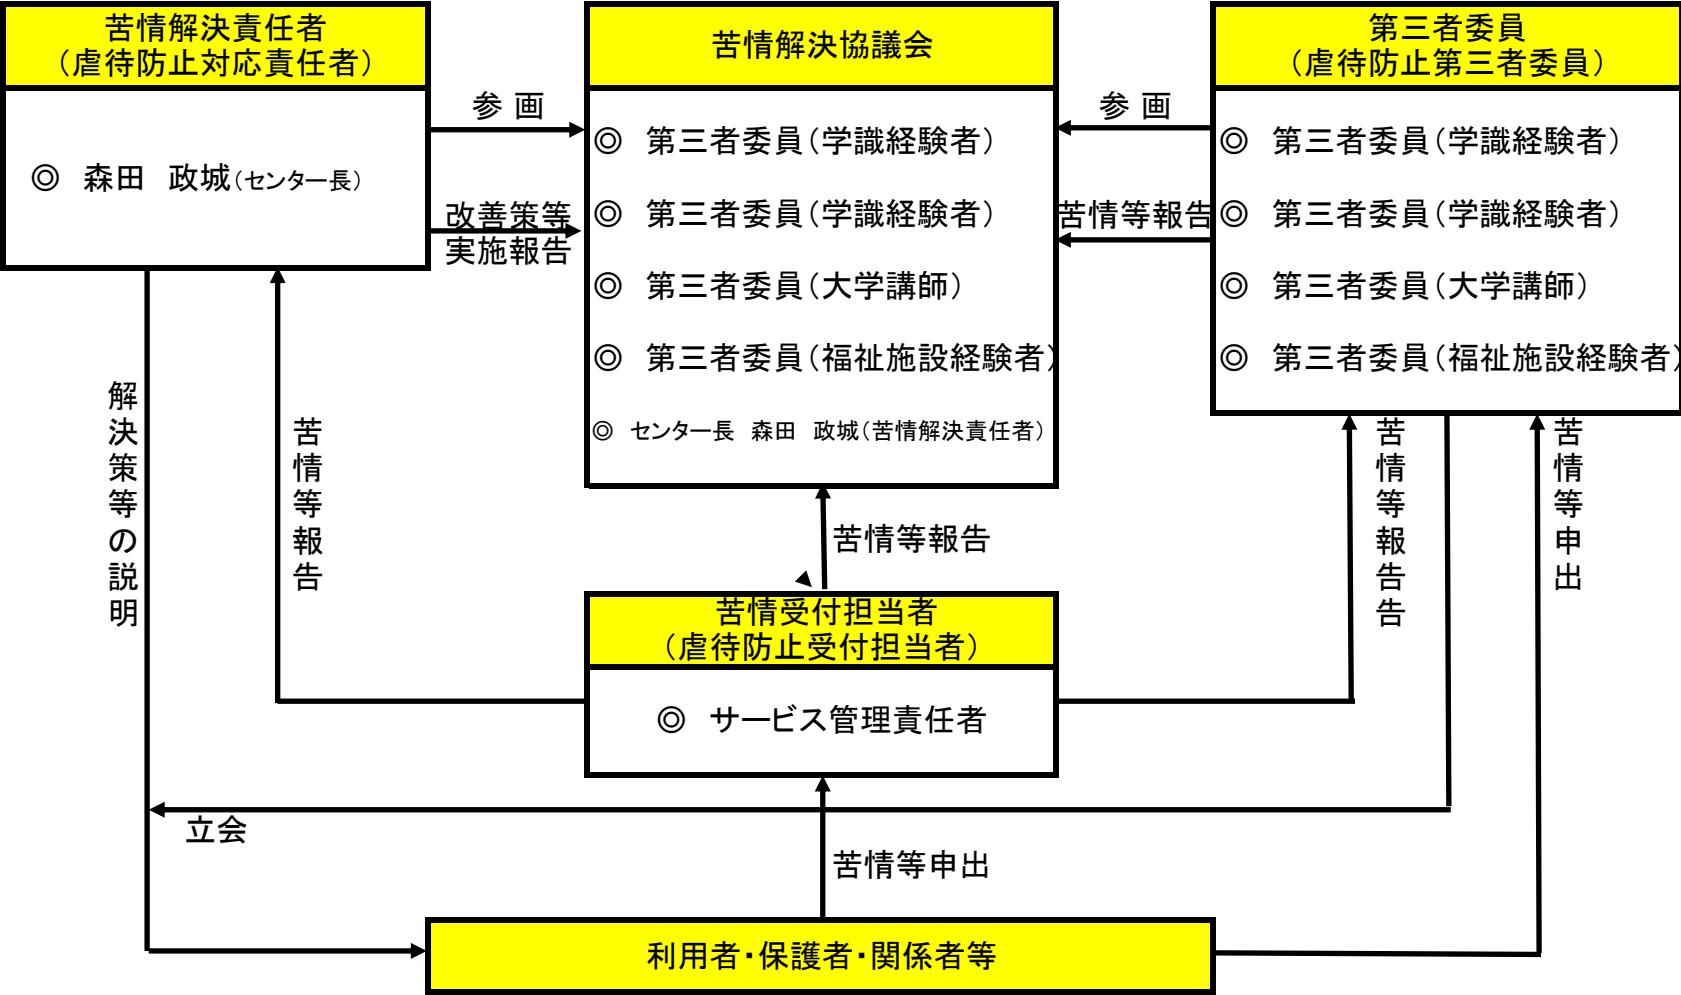 苦情解決責任者
（虐待防止対応責任者）
◎　森田　政城（センター長）
参 画
改善策等
実施報告
苦情解決協議会
◎　第三者委員（学識経験者）
◎　第三者委員（学識経験者）
◎　第三者委員（大学講師）
◎　第三者委員（福祉施設経験者）
◎　センター長　森田　政城（苦情解決責任者）
参 画
苦情等報告
第三者委員
（虐待防止第三者委員）
◎　第三者委員（学識経験者）
◎　第三者委員（学識経験者）
◎　第三者委員（大学講師）
◎　第三者委員（福祉施設経験者）
解決策等の説明
苦情等報告
苦情等報告
苦情等報告告
苦情等申出
苦情受付担当者
（虐待防止受付担当者）
◎　サービス管理責任者
立会
苦情等申出
利用者・保護者・関係者等